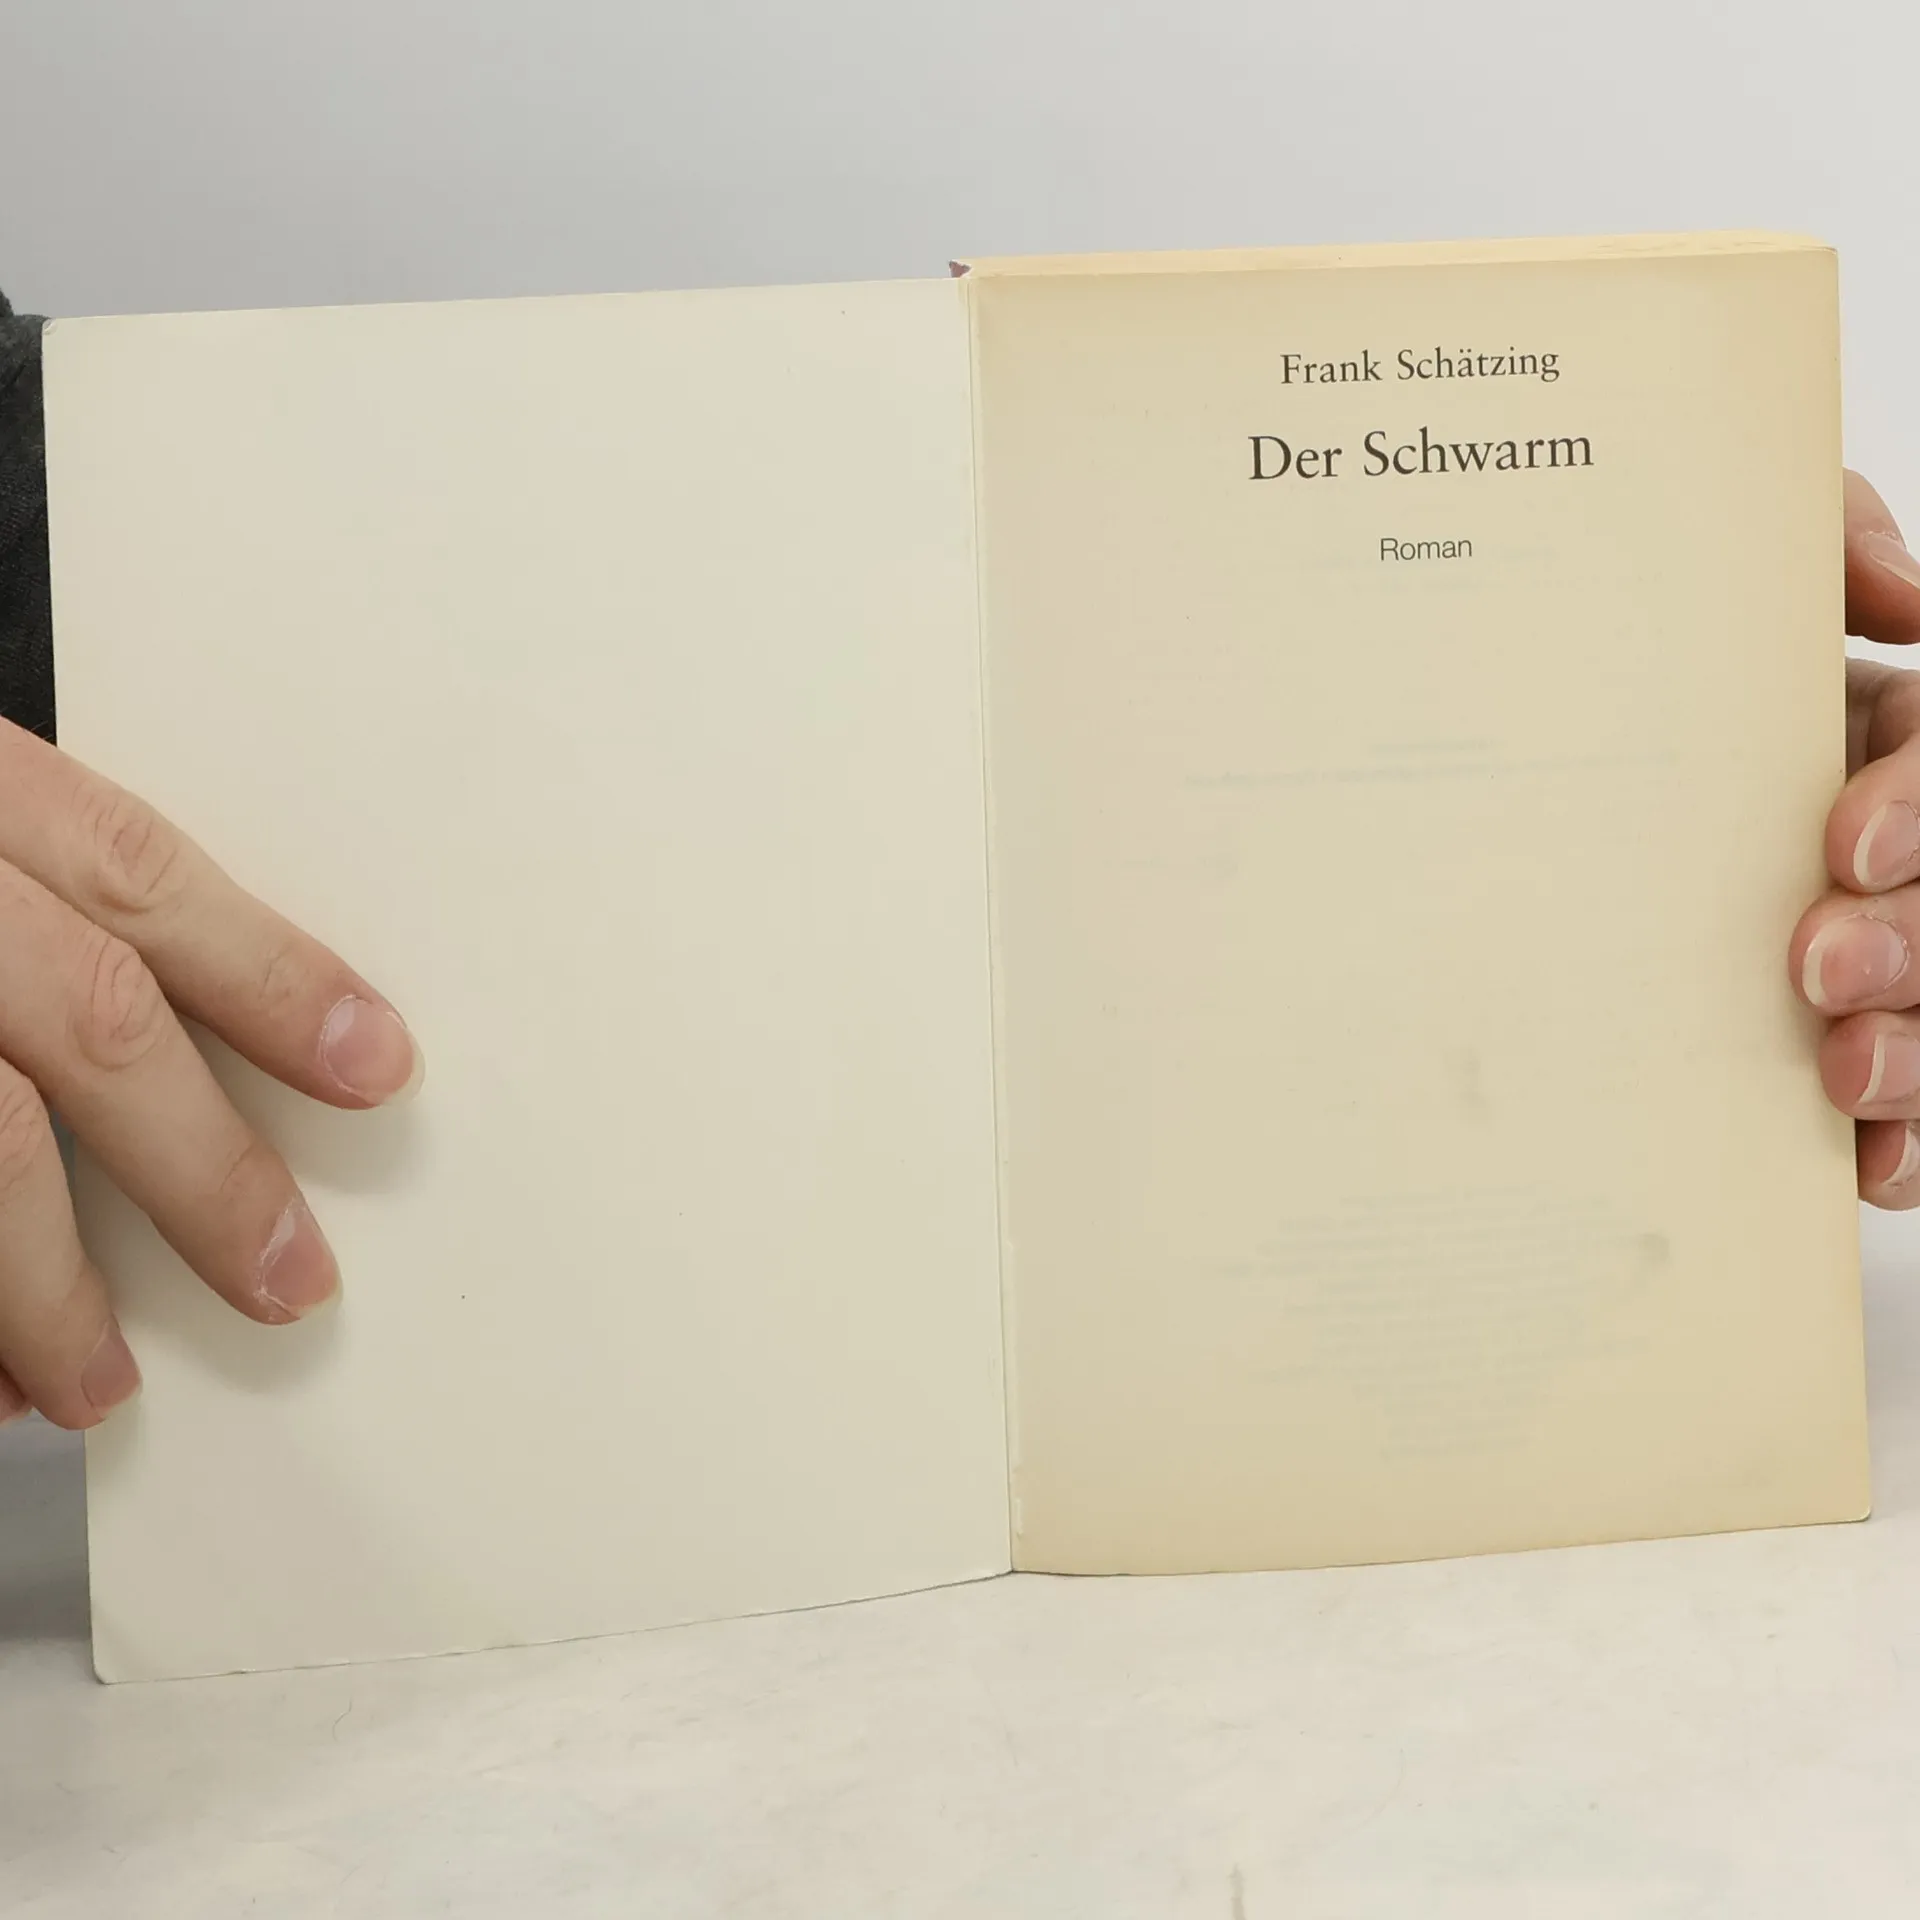 Frank Schätzing
Der Schwarm
Roman